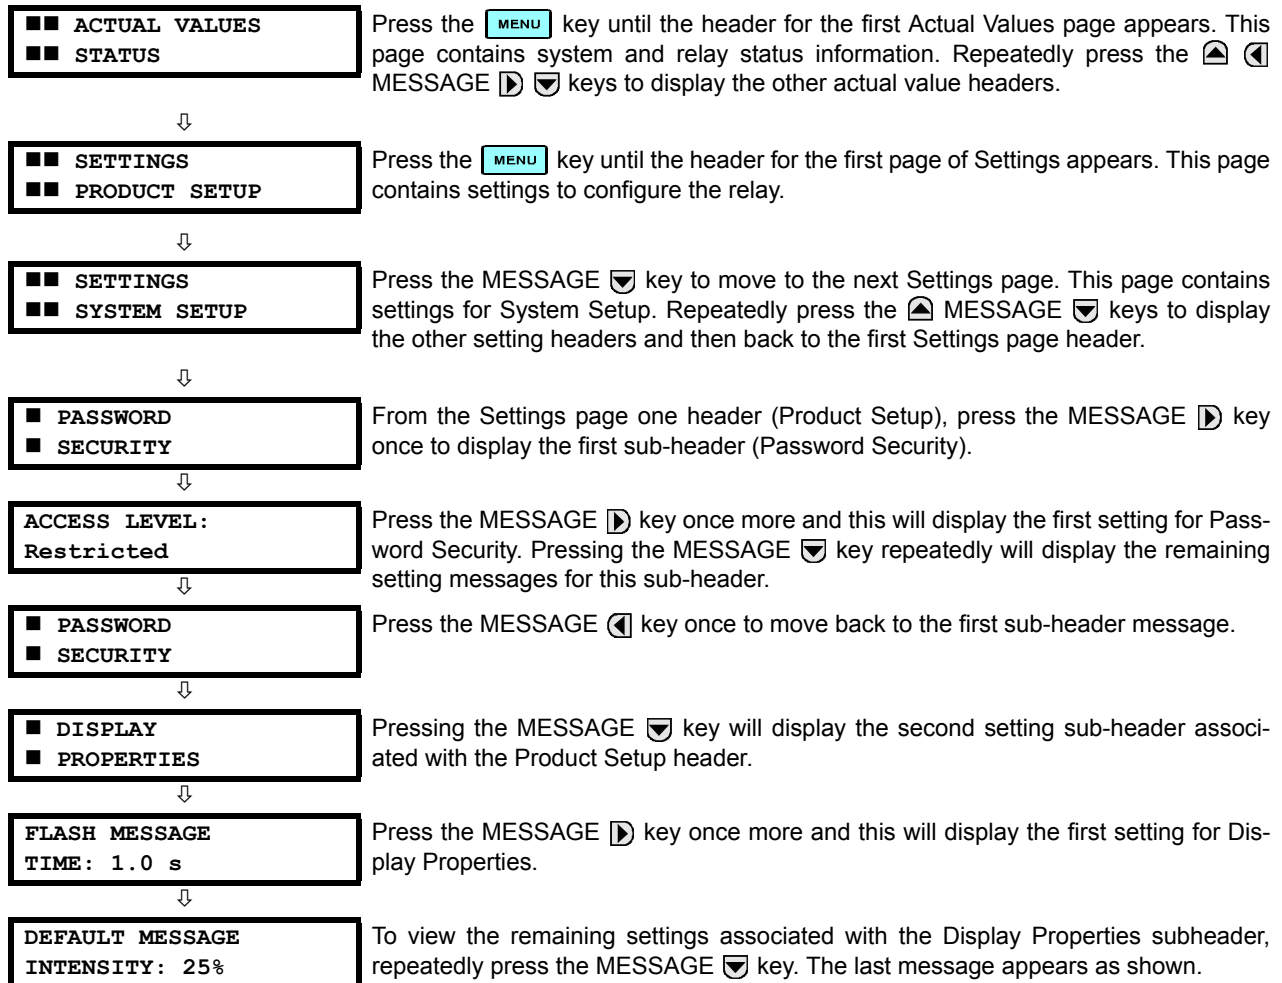 ■■ ACTUAL VALUES
■■ STATUS
Press the MENU key until the header for the first Actual Values page appears. This
page contains system and relay status information. Repeatedly press the
MESSAGE keys to display the other actual value headers.
⇩
■■ SETTINGS
■■ PRODUCT SETUP
Press the MENU key until the header for the first page of Settings appears. This page
contains settings to configure the relay.
⇩
■■ SETTINGS
■■ SYSTEM SETUP
Press the MESSAGE key to move to the next Settings page. This page contains
settings for System Setup. Repeatedly press the MESSAGE keys to display
the other setting headers and then back to the first Settings page header.
⇩
■ PASSWORD
■ SECURITY
From the Settings page one header (Product Setup), press the MESSAGE key
once to display the first sub-header (Password Security).
⇩
ACCESS LEVEL:
Restricted
Press the MESSAGE key once more and this will display the first setting for Pass-
word Security. Pressing the MESSAGE key repeatedly will display the remaining
setting messages for this sub-header.
⇩
■ PASSWORD
■ SECURITY
Press the MESSAGE key once to move back to the first sub-header message.
⇩
■ DISPLAY
■ PROPERTIES
Pressing the MESSAGE key will display the second setting sub-header associ-
ated with the Product Setup header.
⇩
FLASH MESSAGE
TIME: 1.0 s
Press the MESSAGE key once more and this will display the first setting for Dis-
play Properties.
⇩
DEFAULT MESSAGE
INTENSITY: 25%
To view the remaining settings associated with the Display Properties subheader,
repeatedly press the MESSAGE key. The last message appears as shown.